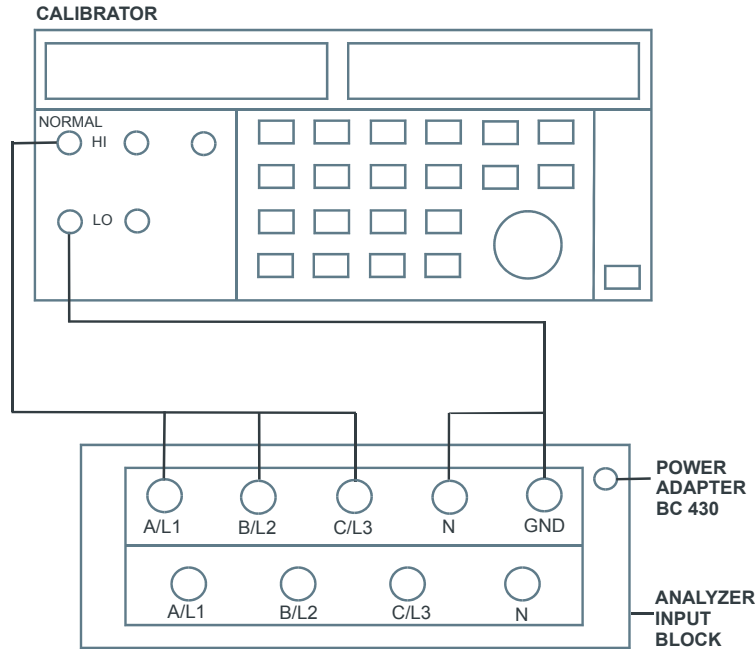 CALIBRATOR
NORMAL
HI
LO
A/L1
B/L2
C/L3
N
GND
POWER
ADAPTER
BC 430
A/L1
B/L2
C/L3
N
ANALYZER
INPUT
BLOCK